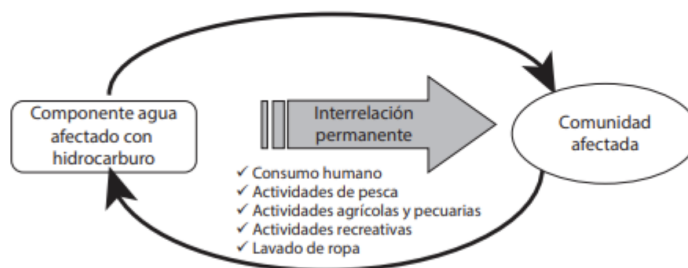 Componente agua
afectado con
hidrocarburo
Interrelación
permanente
✓ Consumo humano
✓ Actividades de pesca
✓ Actividades agrícolas y pecuarias
✓ Actividades recreativas
✓ Lavado de ropa
Comunidad
afectada